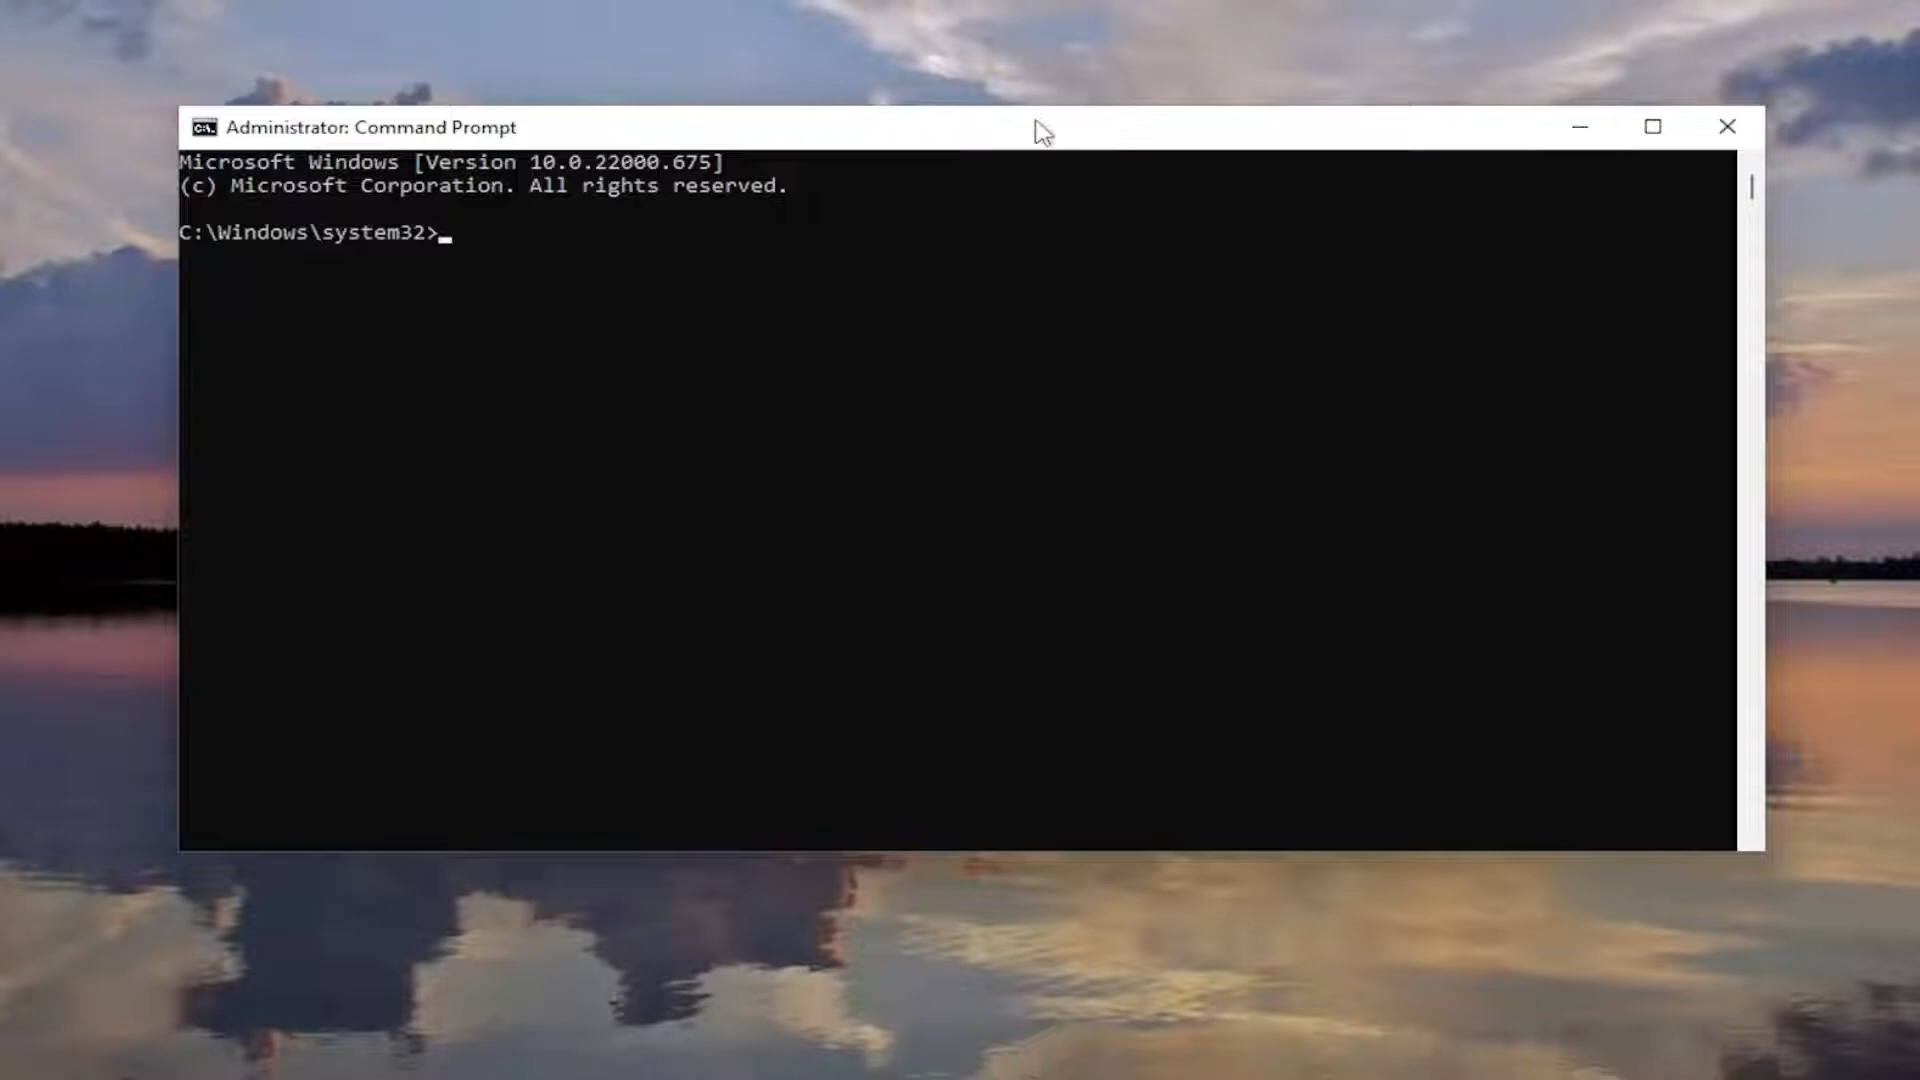 Administrator: Command Prompt
Microsoft Windows [Version 10.0.22000.675]
(c) Microsoft Corporation. All rights reserved.
C:\Windows\system32>